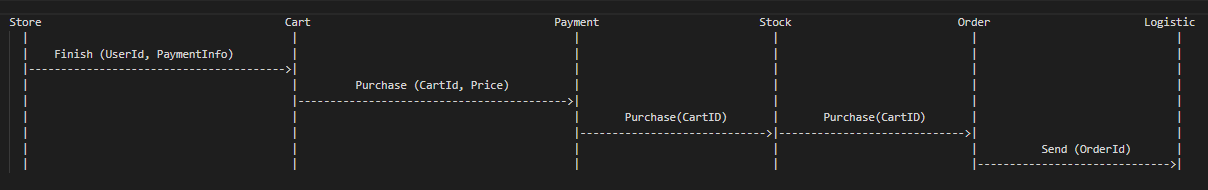 Store Cart Payment Stock Order Logistic
Finish (UserId, PaymentInfo)
Purchase (CartId, Price)
Purchase(CartID) Purchase(CartID)
Send (OrderId)